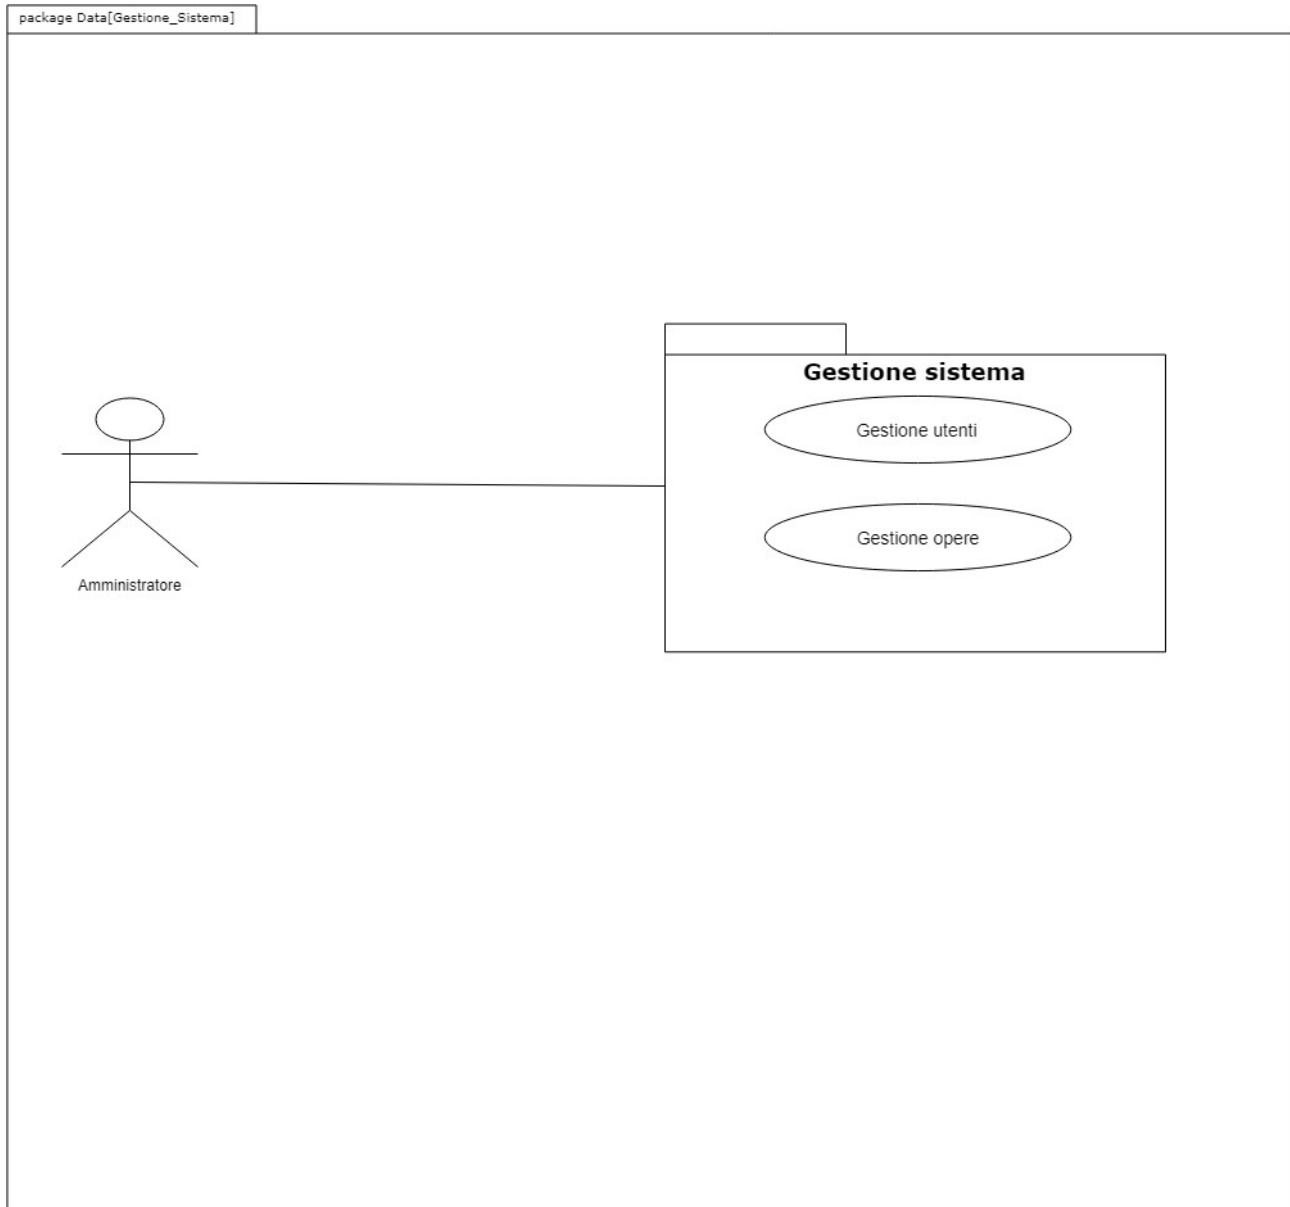 package Data[Gestione_Sistema]
Gestione sistema
Gestione utenti
Gestione opere
Amministratore